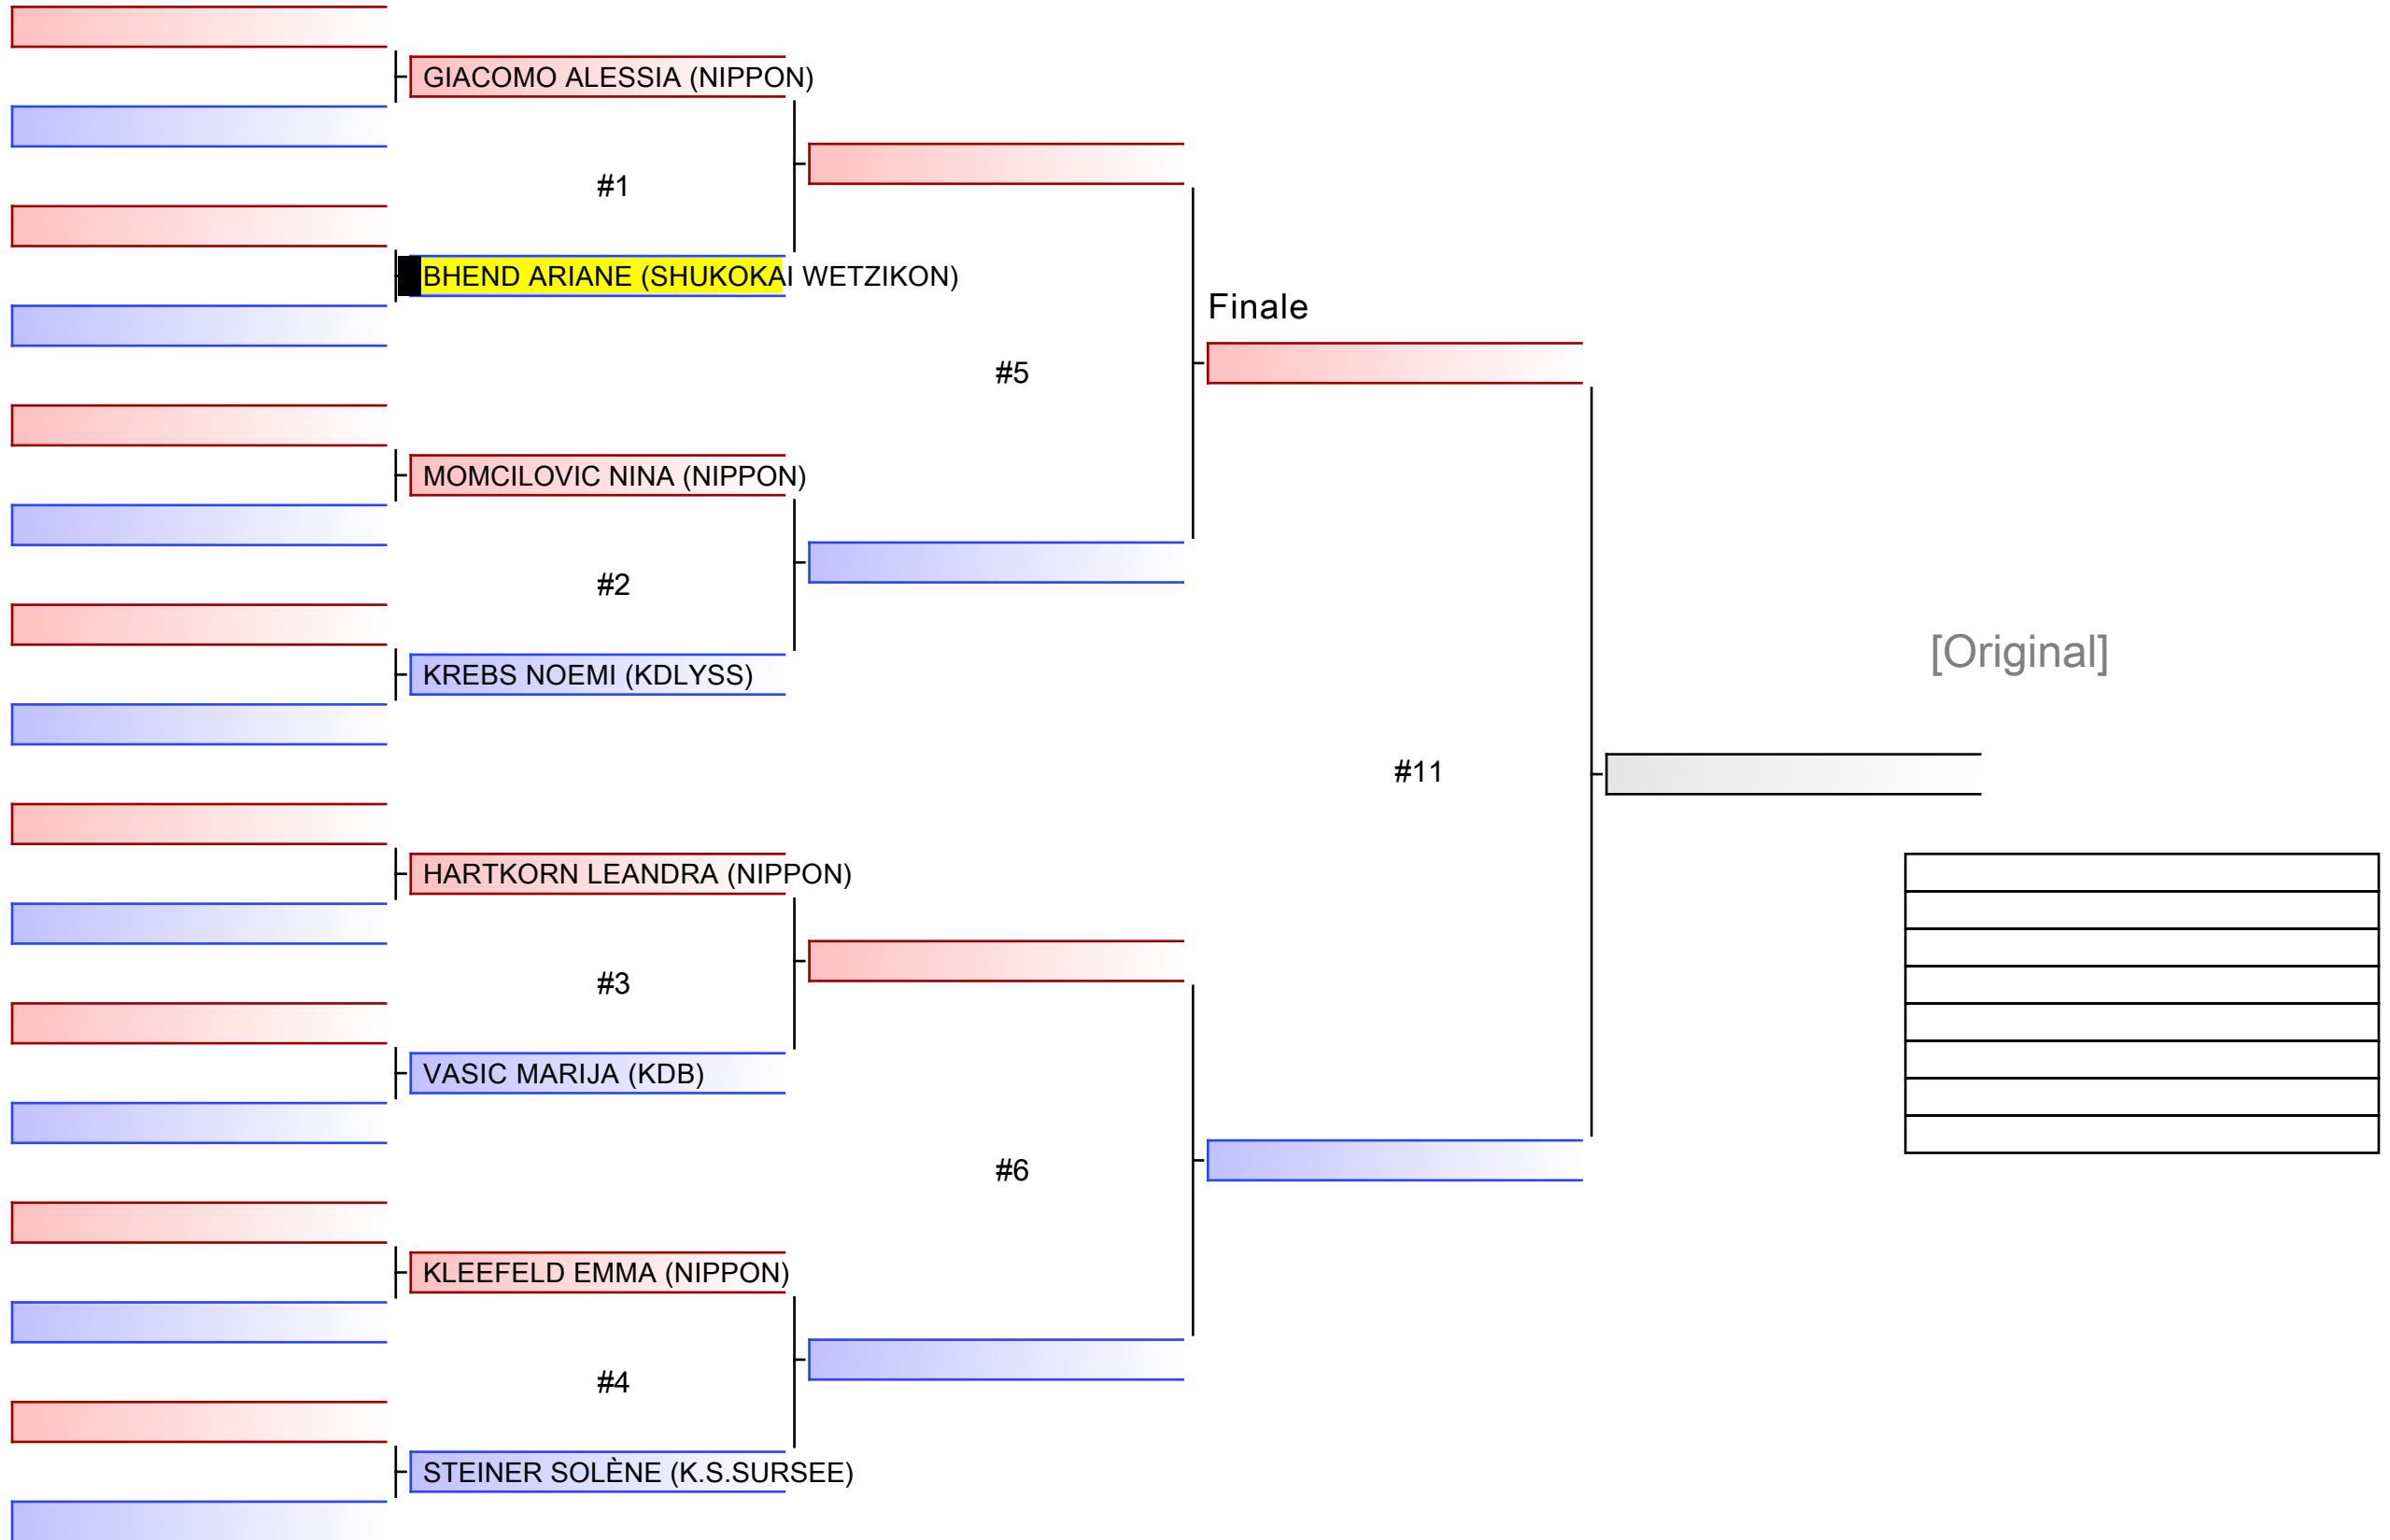 GIACOMO ALESSIA (NIPPON)
#1
BHEND ARIANE (SHUKOKAI WETZIKON)
Finale
#5
MOMCILOVIC NINA (NIPPON)
#2
KREBS NOEMI (KDLYSS)
[Original]
#11
HARTKORN LEANDRA (NIPPON)
#3
VASIC MARIJA (KDB)
#6
KLEEFELD EMMA (NIPPON)
#4
STEINER SOLÈNE (K.S.SURSEE)